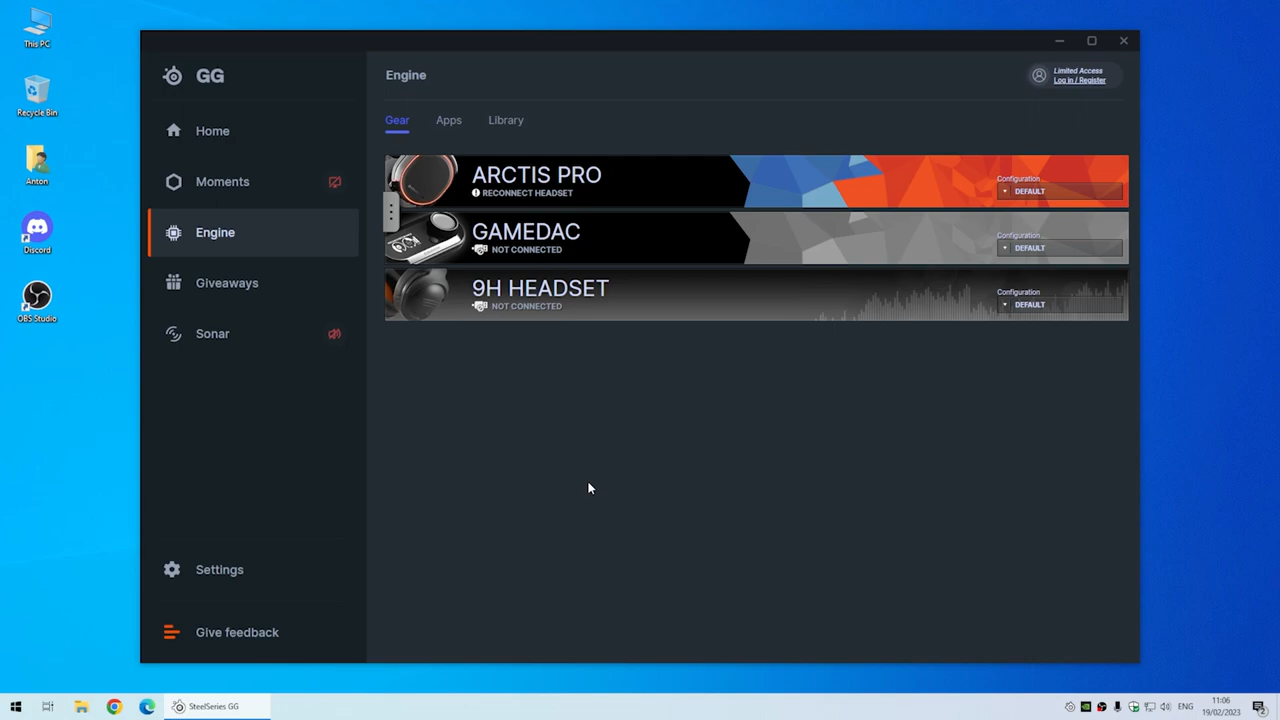 This PC
Recycle Bin
Anton
Discord
OBS Studio
GG
Home
Moments
Engine
Giveaways
Sonar
Settings
Give feedback
Engine
Limited Access
Log in / Register
Gear
Apps
Library
ARCTIS PRO
RECONNECT HEADSET
Configuration
DEFAULT
GAMEDAC
NOT CONNECTED
Configuration
DEFAULT
9H HEADSET
NOT CONNECTED
Configuration
DEFAULT
SteelSeries GG
ENG
11:06
19/02/2023
2